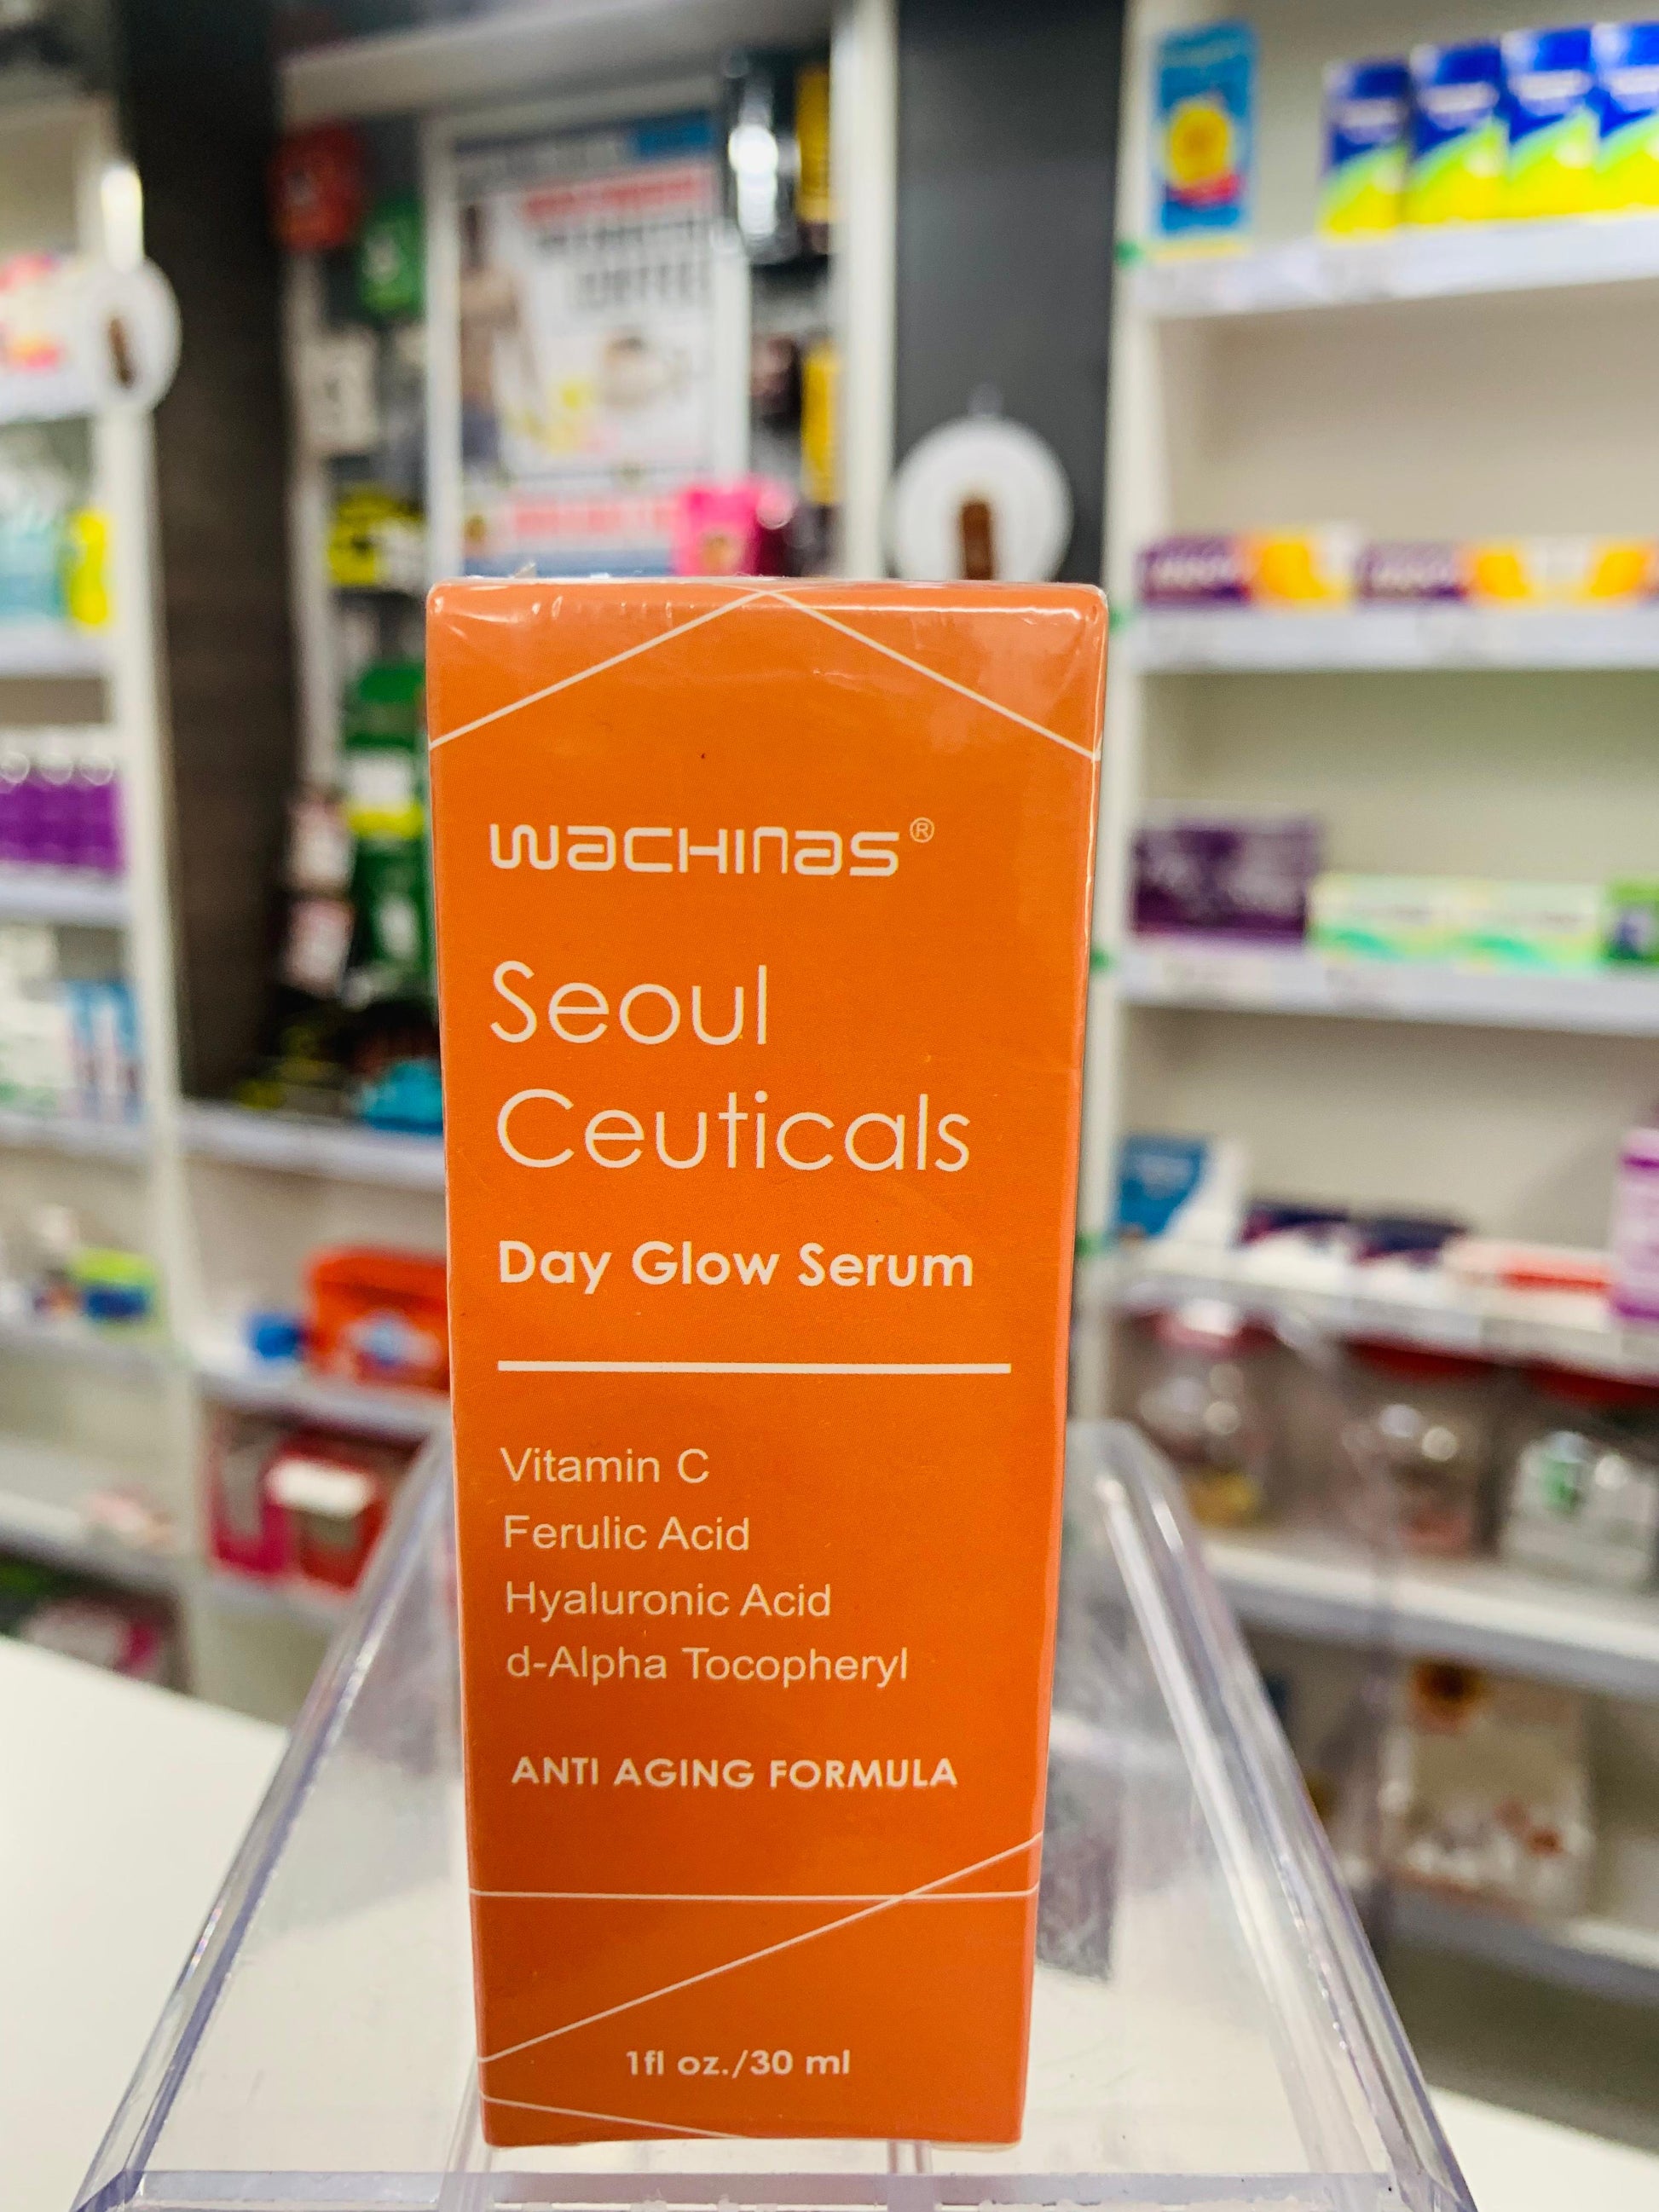 WACHINAS®
Seoul
Ceuticals
Day Glow Serum
Vitamin C
Ferulic Acid
Hyaluronic Acid
d-Alpha Tocopheryl
ANTI AGING FORMULA
1fl oz./30 ml